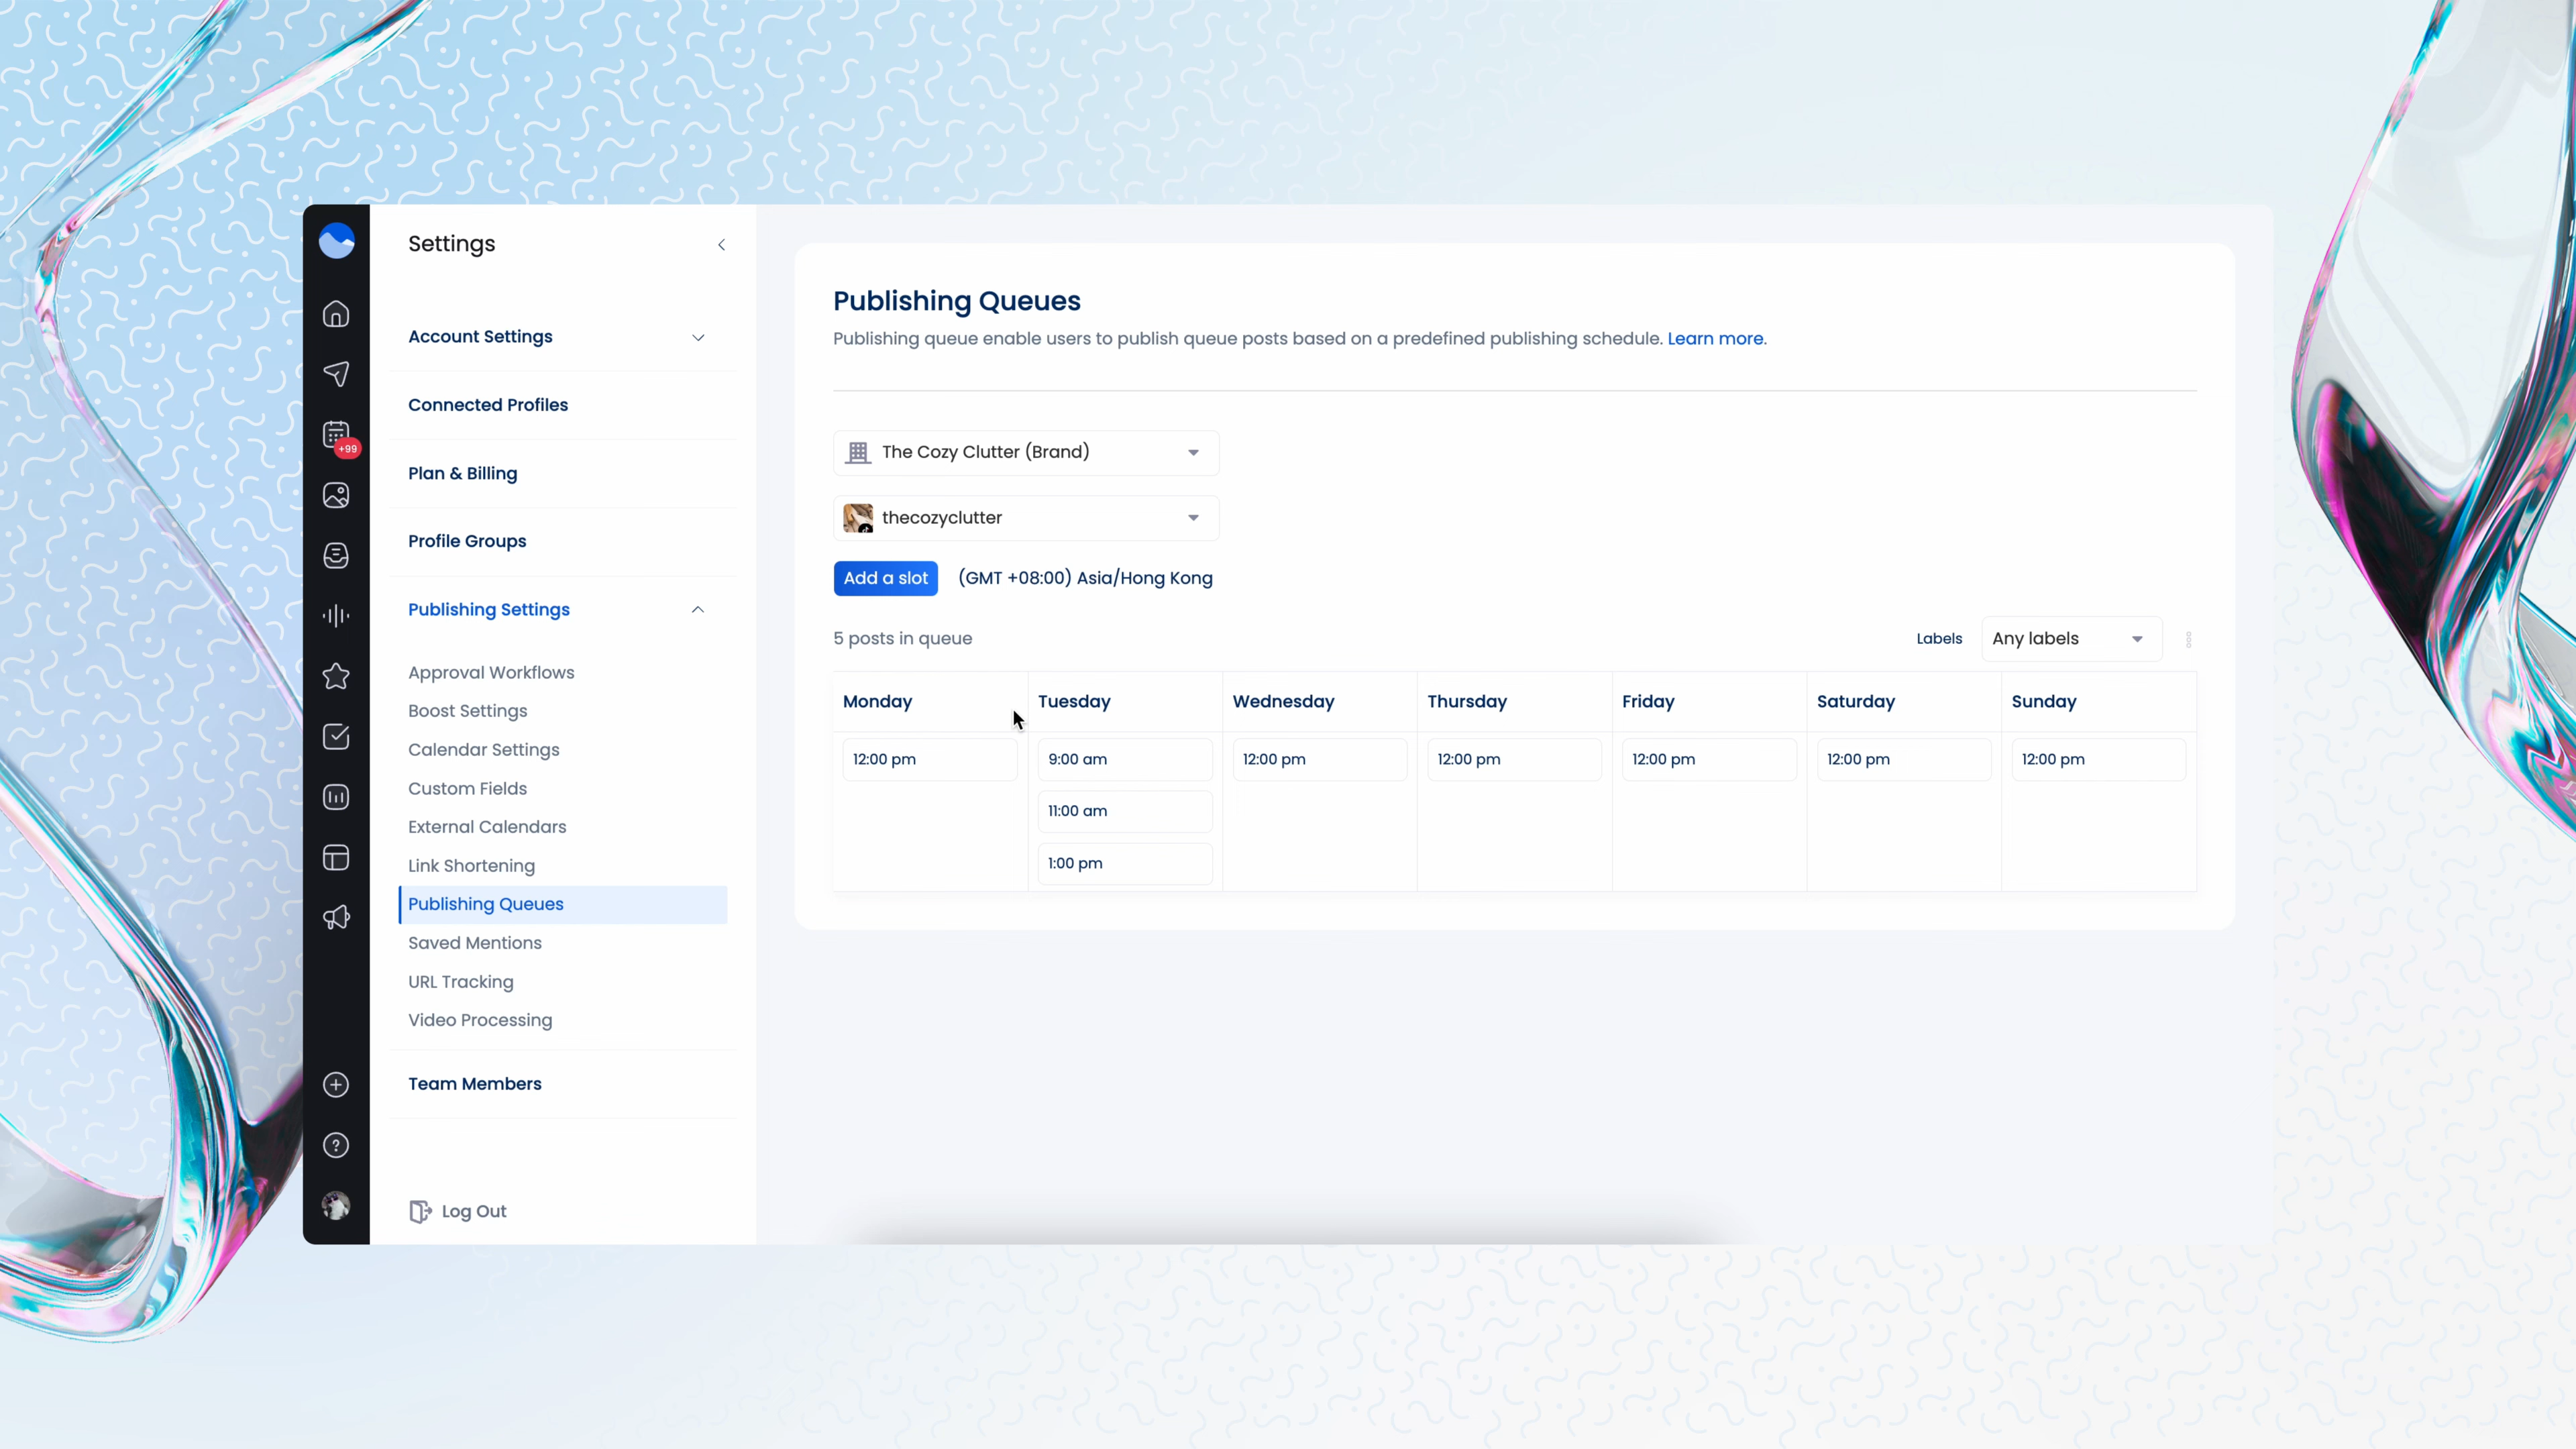 Settings
Account Settings
Connected Profiles
Plan & Billing
Profile Groups
Publishing Settings
Approval Workflows
Boost Settings
Calendar Settings
Custom Fields
External Calendars
Link Shortening
Publishing Queues
Saved Mentions
URL Tracking
Video Processing
Team Members
Log Out
+99
Publishing Queues
Publishing queue enable users to publish queue posts based on a predefined publishing schedule. Learn more.
The Cozy Clutter (Brand)
thecozyclutter
Add a slot (GMT +08:00) Asia/Hong Kong
5 posts in queue Labels Any labels
Monday Tuesday Wednesday Thursday Friday Saturday Sunday
12:00 pm 9:00 am 12:00 pm 12:00 pm 12:00 pm 12:00 pm 12:00 pm
11:00 am
1:00 pm